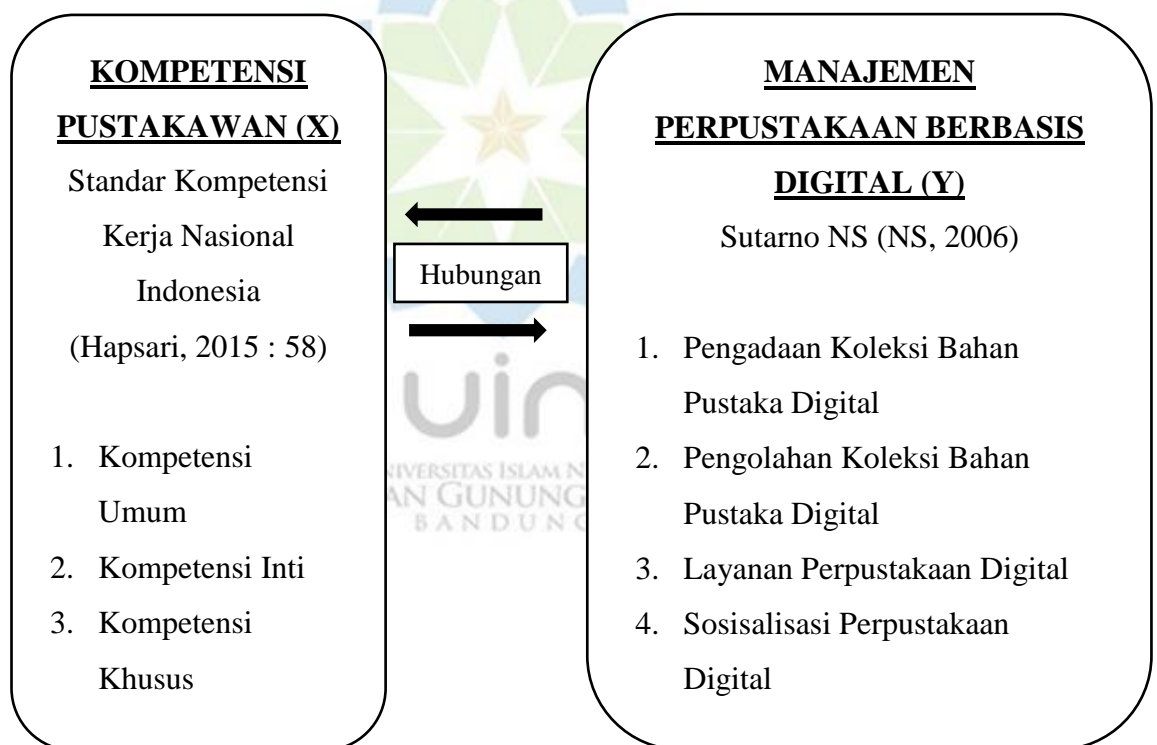 KOMPETENSI
PUSTAKAWAN (X)
Standar Kompetensi
Kerja Nasional
Indonesia
(Hapsari, 2015 : 58)
1. Kompetensi
Umum
2. Kompetensi Inti
3. Kompetensi
Khusus
Hubungan
uin
IVERSITAS ISLAM N
AN GUNUNG
BANDUNG
MANAJEMEN
PERPUSTAKAAN BERBASIS
DIGITAL (Y)
Sutarno NS (NS, 2006)
1. Pengadaan Koleksi Bahan
Pustaka Digital
2. Pengolahan Koleksi Bahan
Pustaka Digital
3. Layanan Perpustakaan Digital
4. Sosisalisasi Perpustakaan
Digital